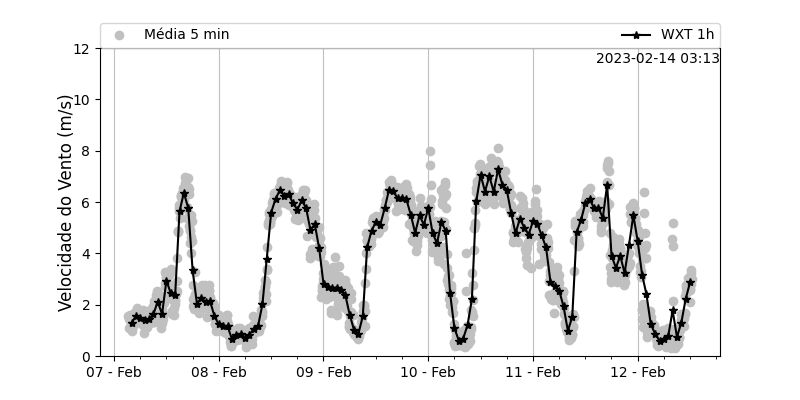 Média 5 min
WXT 1h
2023-02-14 03:13
Velocidade do Vento (m/s)
12
10
8
6
4
2
0
07 - Feb
08 - Feb
09 - Feb
10 - Feb
11 - Feb
12 - Feb